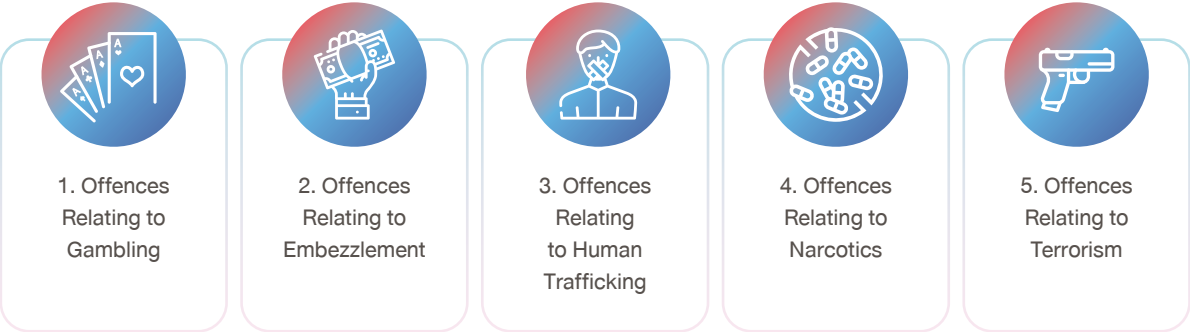 A
A
A
A
1. Offences
Relating to
Gambling
2. Offences
Relating to
Embezzlement
3. Offences
Relating
to Human
Trafficking
4. Offences
Relating to
Narcotics
5. Offences
Relating to
Terrorism